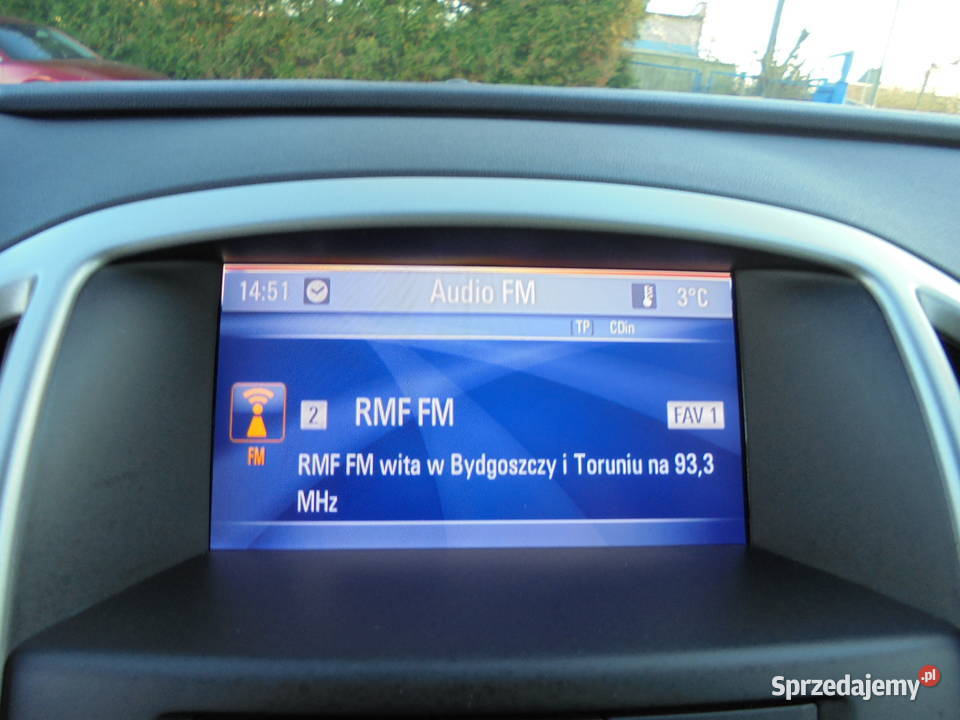 14:51 Audio FM 3°C
TP CDin
2 RMF FM FAV 1
FM
RMF FM wita w Bydgoszczy i Toruniu na 93,3
MHz
Sprzedajemy.pl